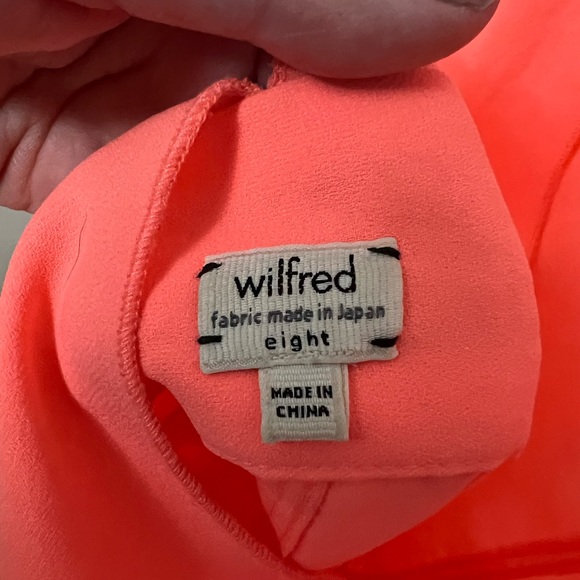 wilfred
fabric made in Japan
eight
MADE IN
CHINA